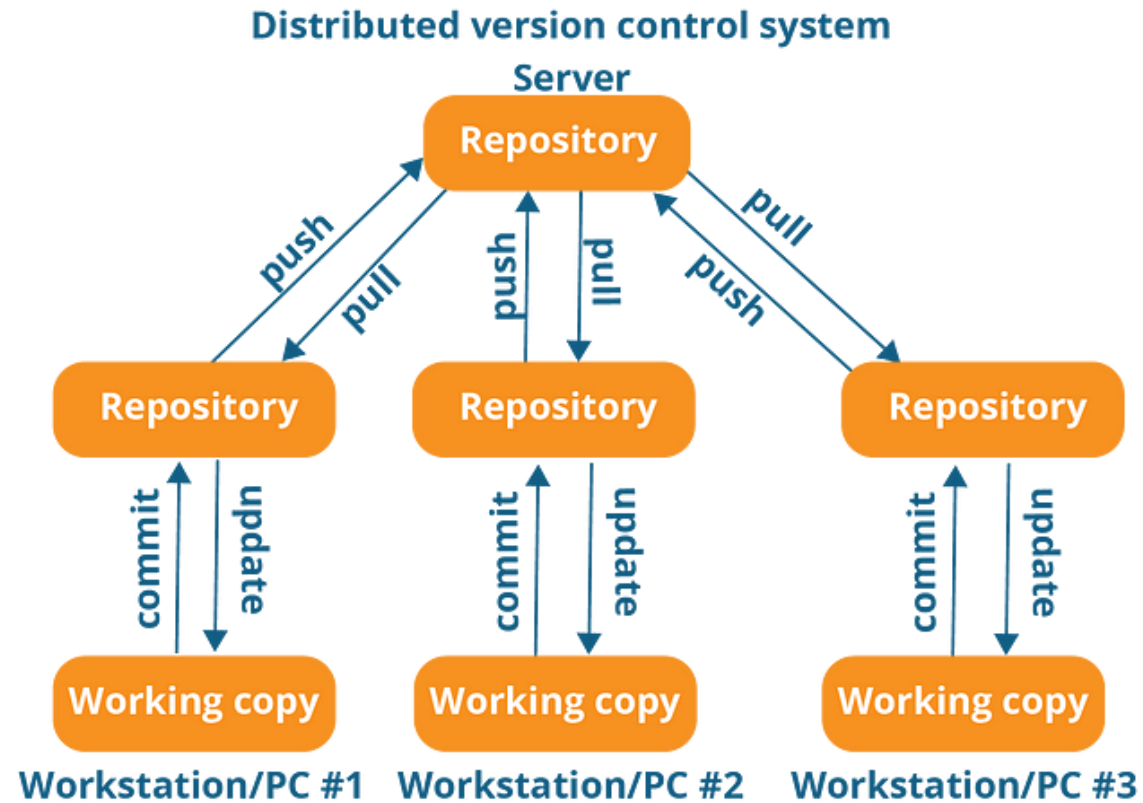 Distributed version control system
Server
Repository
push
pull
push
pull
push
pull
Repository
Repository
Repository
commit
update
commit
update
commit
update
Working copy
Working copy
Working copy
Workstation/PC #1
Workstation/PC #2
Workstation/PC #3